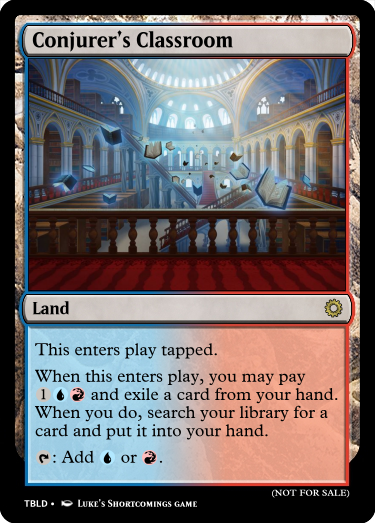 Conjurer's Classroom
Land
This enters play tapped.
When this enters play, you may pay
1 and exile a card from your hand.
When you do, search your library for a
card and put it into your hand.
: Add or .
(NOT FOR SALE)
TBLD • LUKE'S SHORTCOMINGS GAME